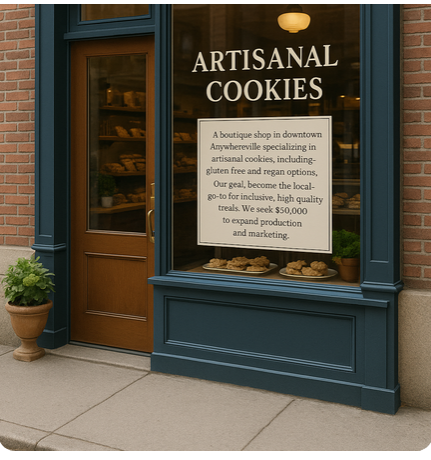 ARTISANAL
COOKIES
A boutique shop in downtown
Anywhereville specializing in
artisanal cookies, including-
gluten free and regan options,
Our geal, become the local-
go-to for inclusive, high quality
treals. We seek $50,000
to expand production
and marketing.